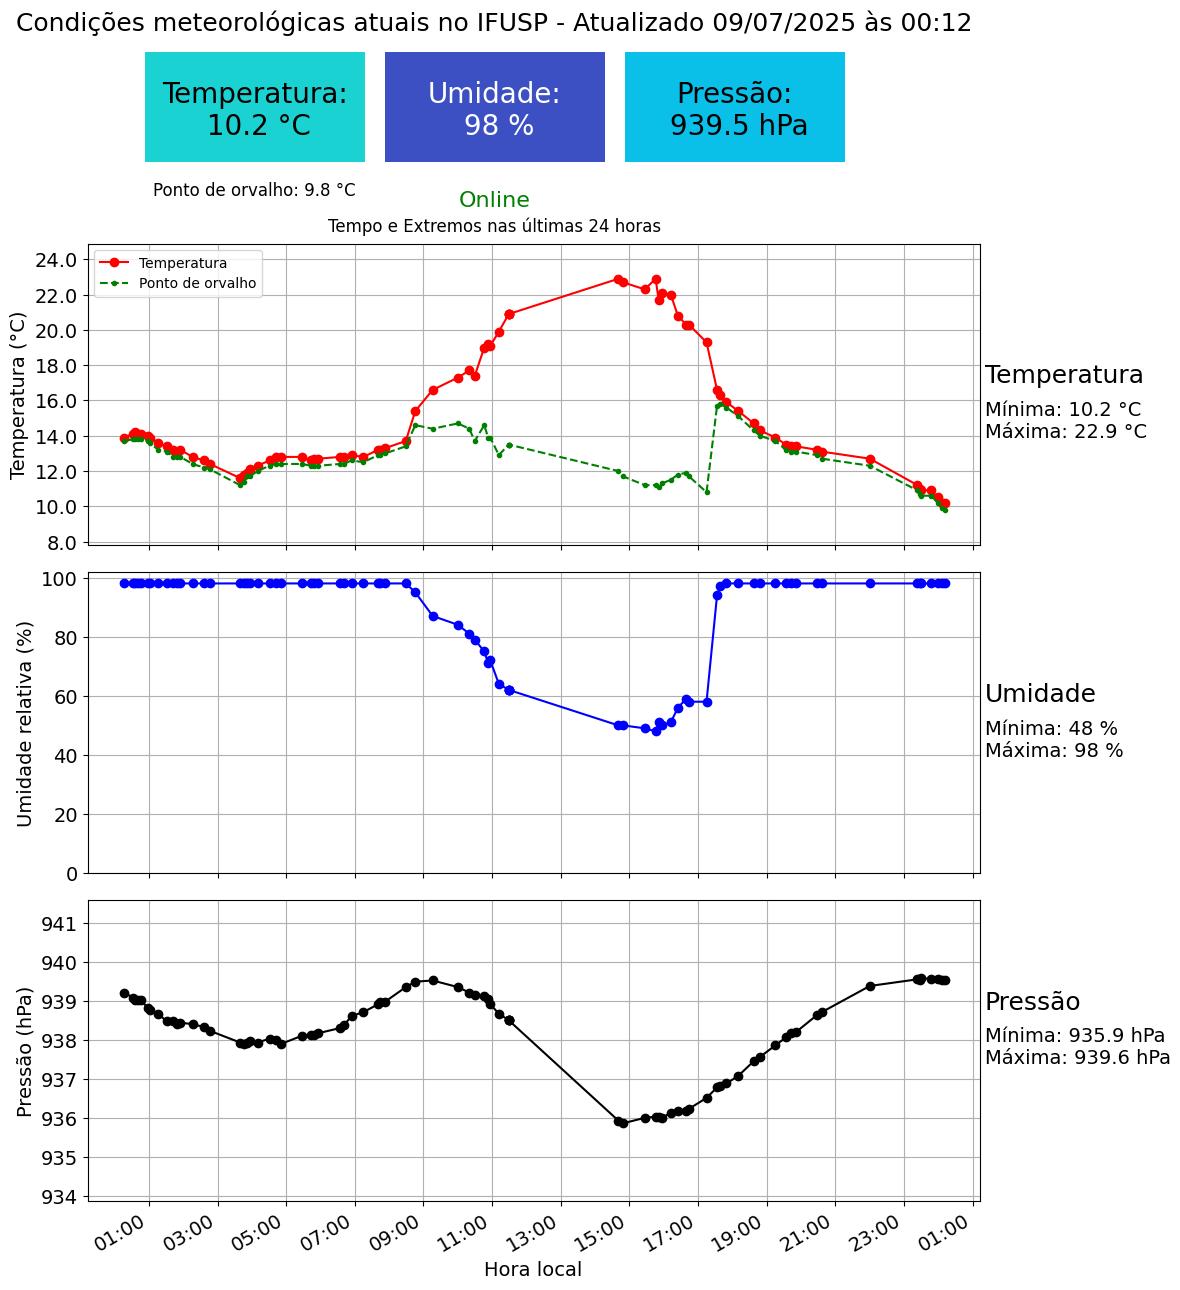 Condições meteorológicas atuais no IFUSP - Atualizado 09/07/2025 às 00:12
Temperatura:
10.2 °C
Umidade:
98 %
Pressão:
939.5 hPa
Ponto de orvalho: 9.8 °C
Online
Tempo e Extremos nas últimas 24 horas
Temperatura
Ponto de orvalho
Temperatura (°C)
24.0
22.0
20.0
18.0
16.0
14.0
12.0
10.0
8.0
Temperatura
Mínima: 10.2 °C
Máxima: 22.9 °C
Umidade relativa (%)
100
80
60
40
20
0
Umidade
Mínima: 48 %
Máxima: 98 %
Pressão (hPa)
941
940
939
938
937
936
935
934
Pressão
Mínima: 935.9 hPa
Máxima: 939.6 hPa
01:00
03:00
05:00
07:00
09:00
11:00
13:00
15:00
17:00
19:00
21:00
23:00
01:00
Hora local